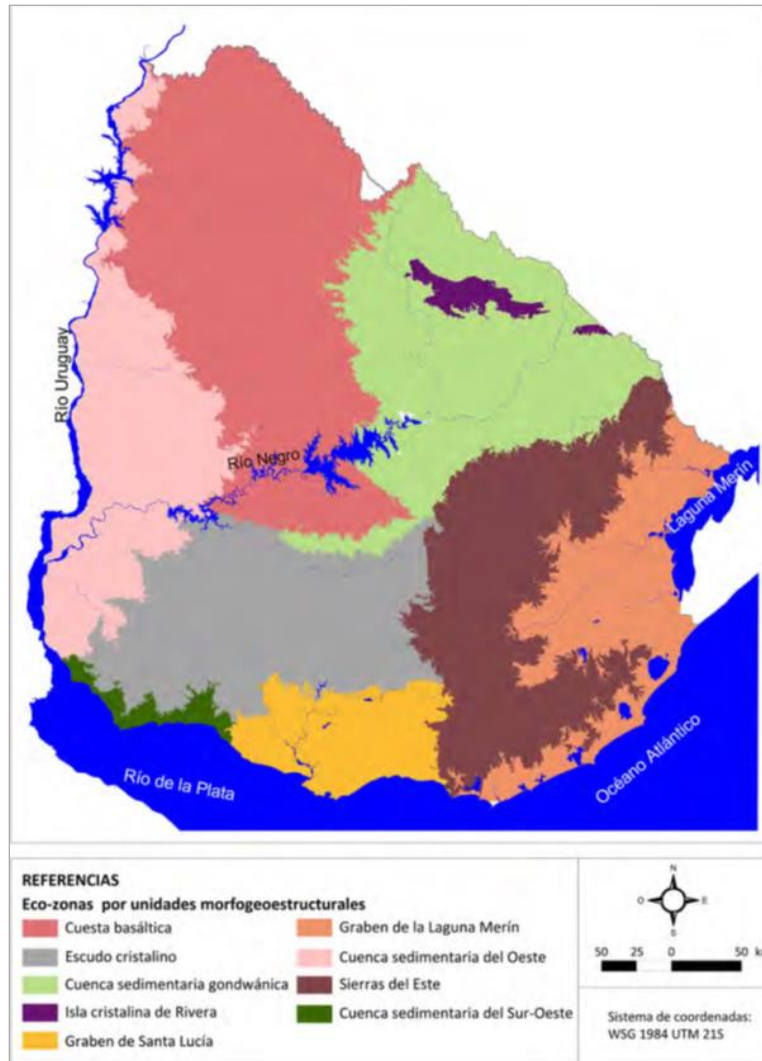 Río Uruguay
Río Negro
Laguna Merín
Río de la Plata
Océano Atlántico
REFERENCIAS
Eco-zonas por unidades morfogeoestructurales
Cuesta basáltica
Escudo cristalino
Cuenca sedimentaria gondwánica
Isla cristalina de Rivera
Graben de Santa Lucía
Graben de la Laguna Merín
Cuenca sedimentaria del Oeste
Sierras del Este
Cuenca sedimentaria del Sur-Oeste
N
O E
S
50 25 0 50
Sistema de coordenadas:
WSG 1984 UTM 21S